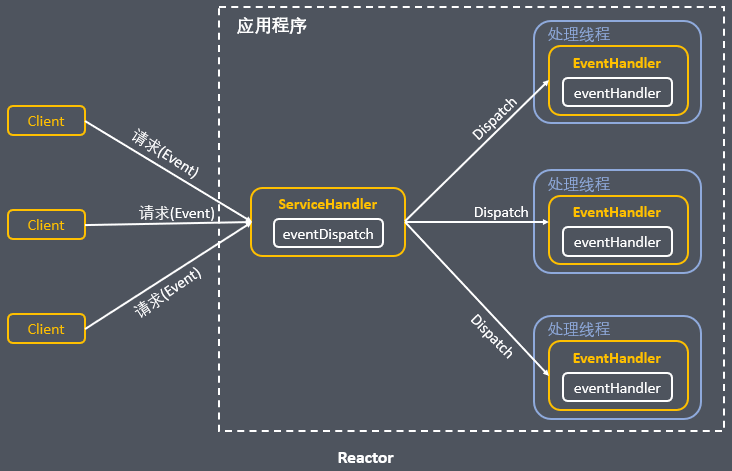 应用程序
Client
Client
Client
请求(Event)
请求(Event)
请求(Event)
ServiceHandler
eventDispatch
Dispatch
Dispatch
Dispatch
处理线程
EventHandler
eventHandler
处理线程
EventHandler
eventHandler
处理线程
EventHandler
eventHandler
Reactor